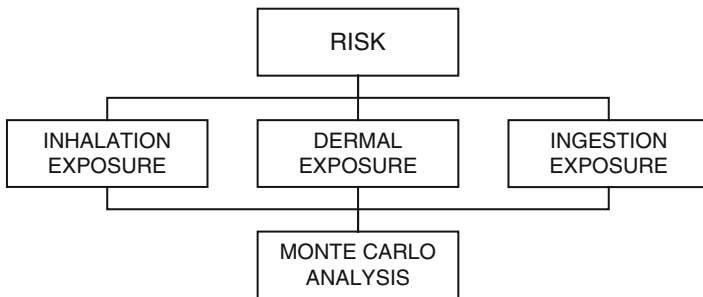 RISK
INHALATION
EXPOSURE
DERMAL
EXPOSURE
INGESTION
EXPOSURE
MONTE CARLO
ANALYSIS